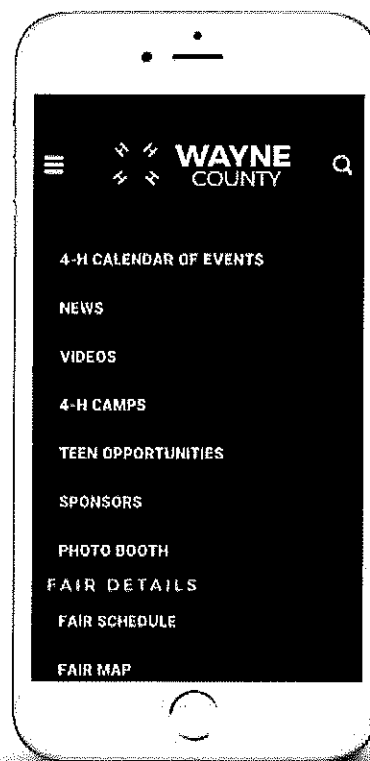 H H WAYNE
H H COUNTY
4-H CALENDAR OF EVENTS
NEWS
VIDEOS
4-H CAMPS
TEEN OPPORTUNITIES
SPONSORS
PHOTO BOOTH
FAIR DETAILS
FAIR SCHEDULE
FAIR MAP